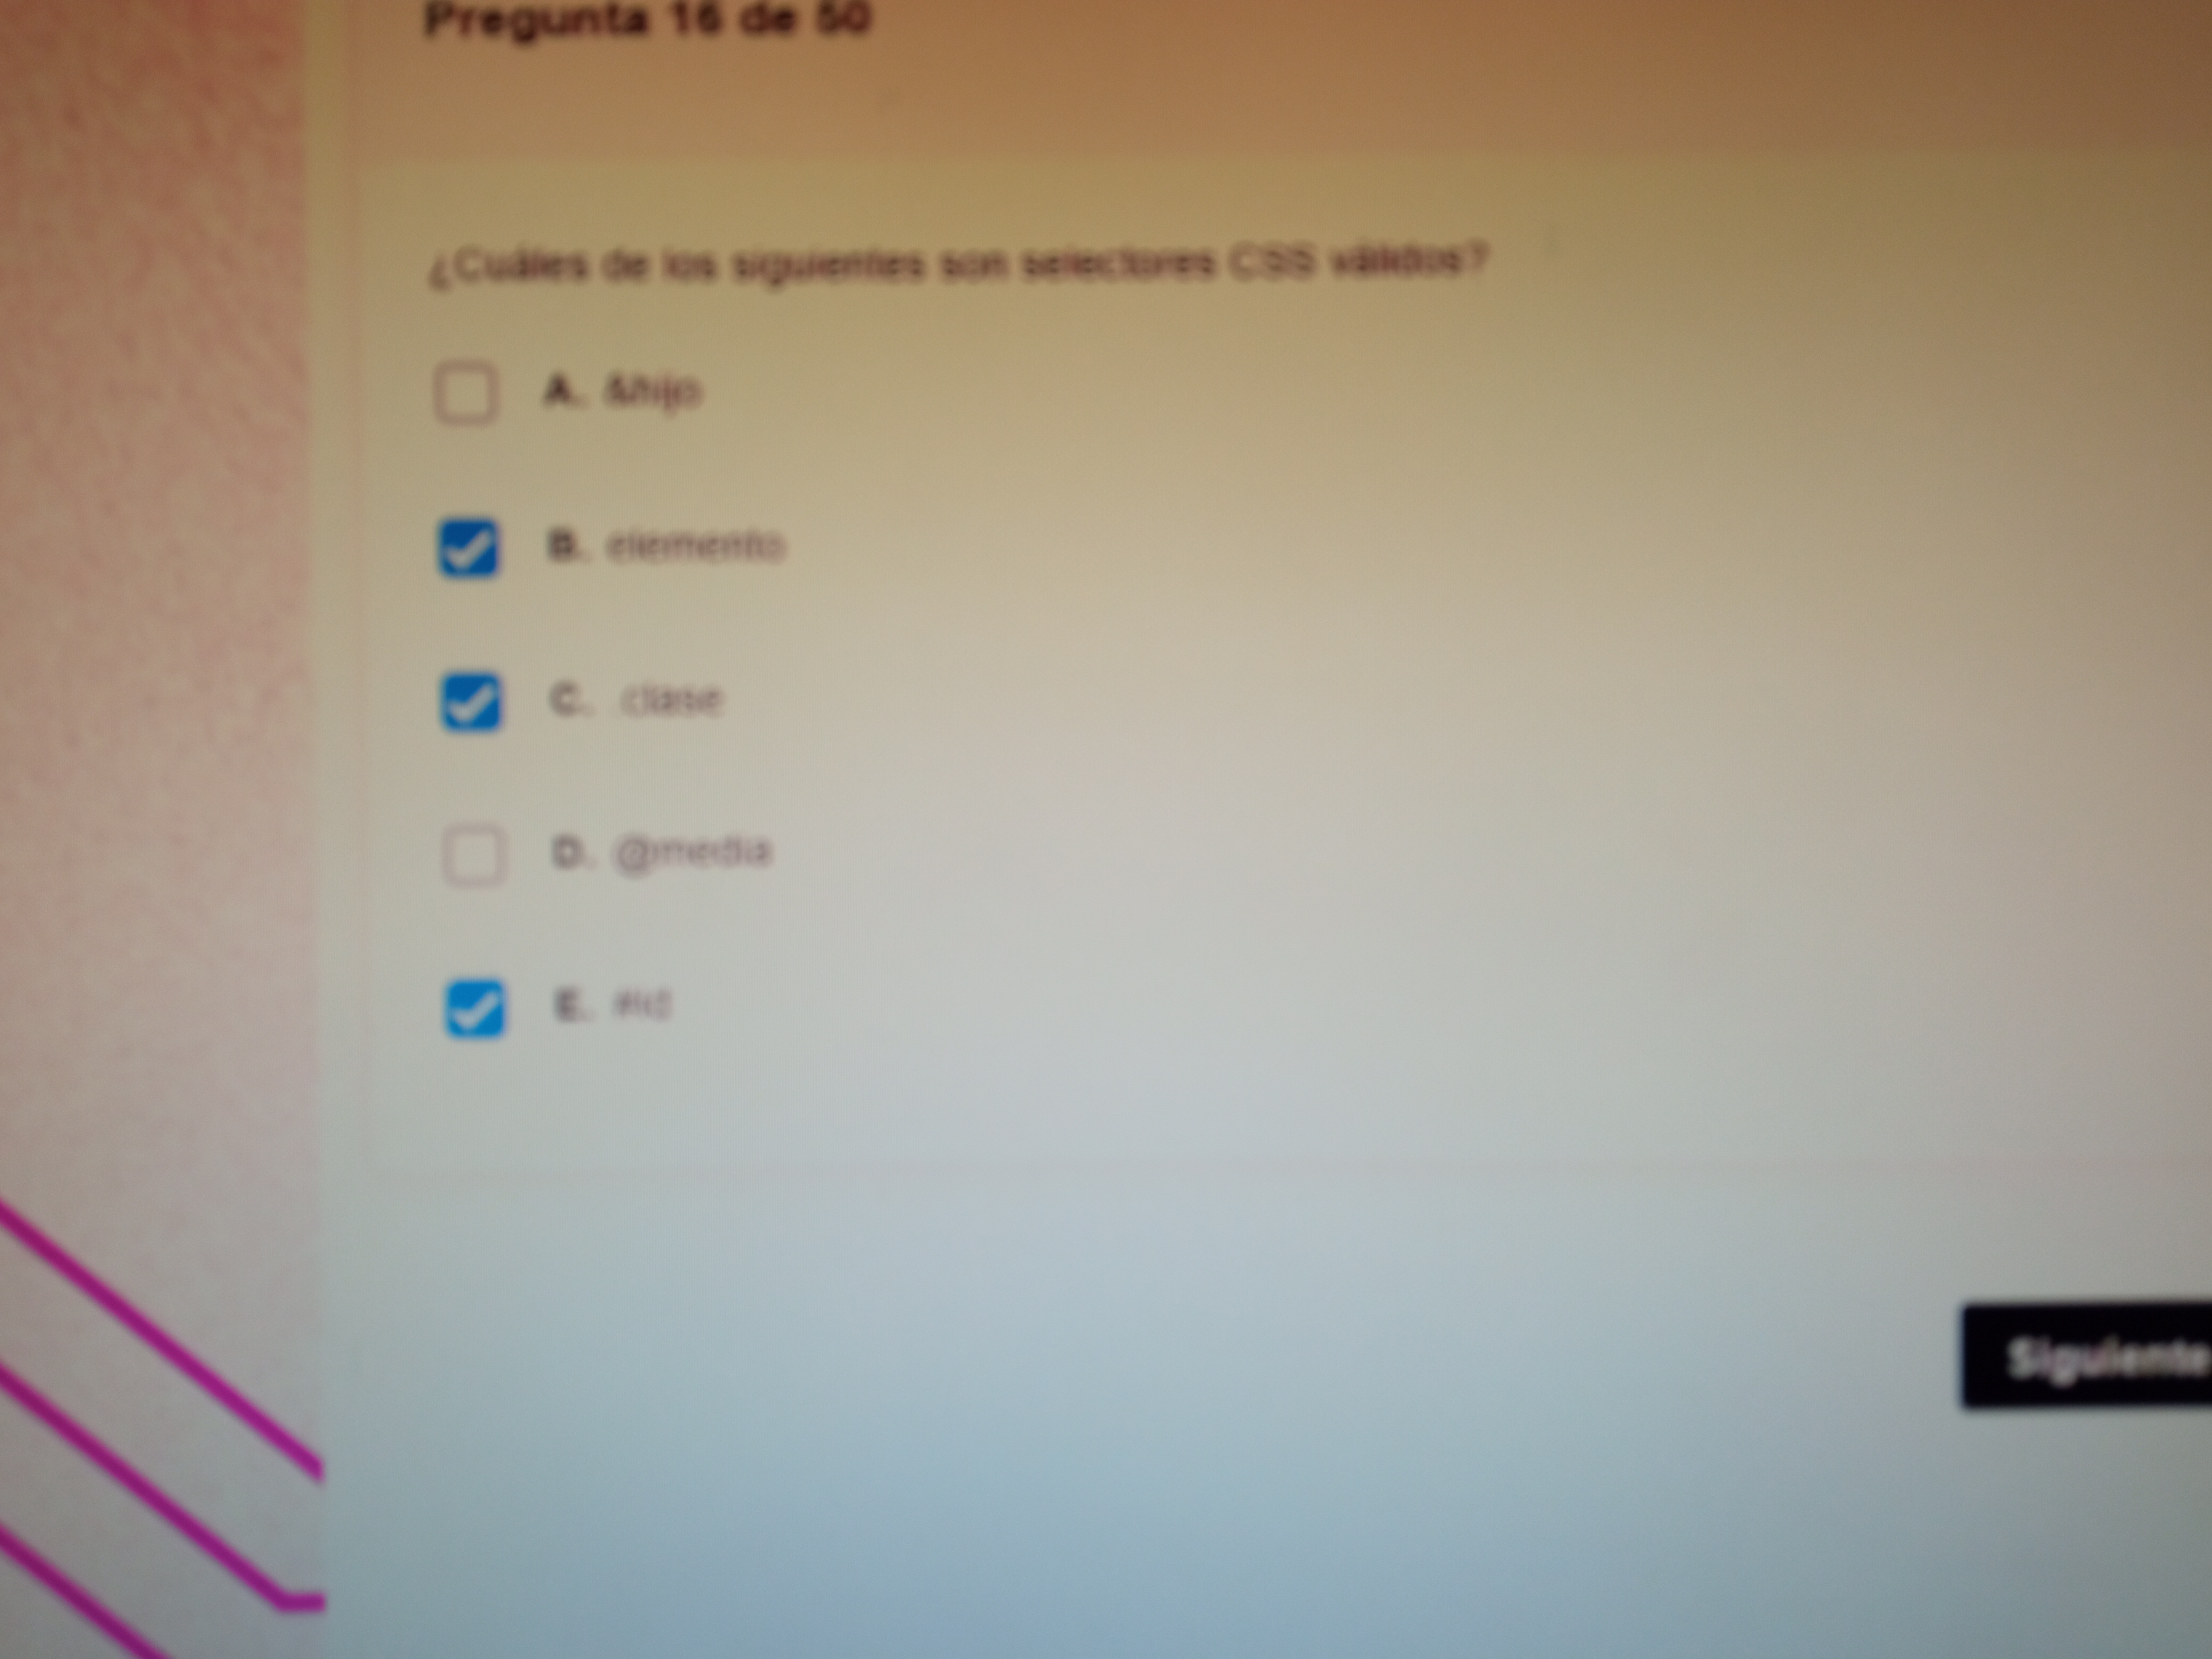 Pregunta 16 de 50
¿Cuáles de los siguientes son selectores CSS válidos?
A. &hijo
B. elemento
C. .clase
D. @media
E. #id
Siguiente